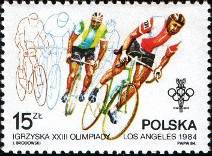 15 ZŁ POLSKA
IGRZYSKA XXIII OLIMPIADY LOS ANGELES 1984